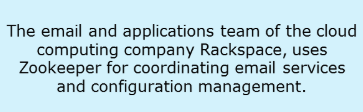 The email and applications team of the cloud
computing company Rackspace, uses
Zookeeper for coordinating email services
and configuration management.